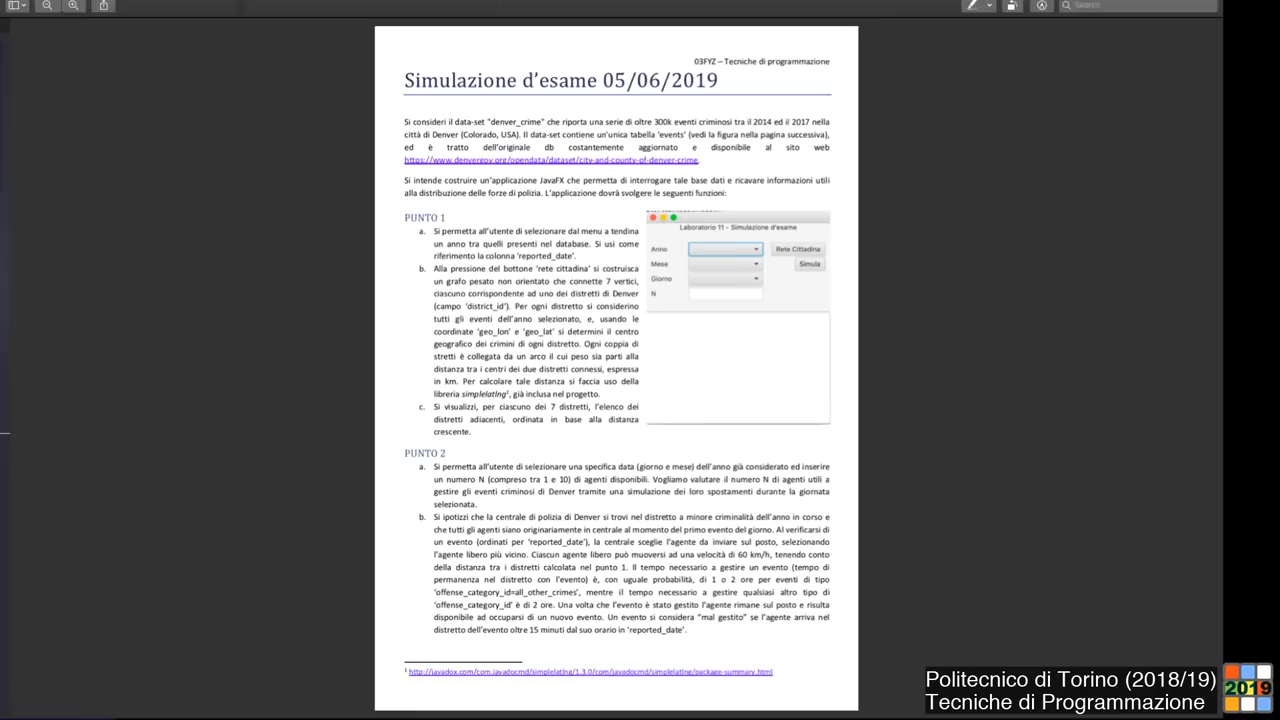 Search
03FYZ – Tecniche di programmazione
Simulazione d'esame 05/06/2019
Si consideri il data-set "denver_crime" che riporta una serie di oltre 300k eventi criminosi tra il 2014 ed il 2017 nella
città di Denver (Colorado, USA). Il data-set contiene un'unica tabella 'events' (vedi la figura nella pagina successiva),
ed è tratto dell'originale db costantemente aggiornato e disponibile al sito web
https://www.denvergov.org/opendata/dataset/city-and-county-of-denver-crime.
Si intende costruire un'applicazione JavaFX che permetta di interrogare tale base dati e ricavare informazioni utili
alla distribuzione delle forze di polizia. L'applicazione dovrà svolgere le seguenti funzioni:
PUNTO 1
a. Si permetta all'utente di selezionare dal menu a tendina
un anno tra quelli presenti nel database. Si usi come
riferimento la colonna 'reported_date'.
b. Alla pressione del bottone 'rete cittadina' si costruisca
un grafo pesato non orientato che connette 7 vertici,
ciascuno corrispondente ad uno dei distretti di Denver
(campo 'district_id'). Per ogni distretto si considerino
tutti gli eventi dell'anno selezionato, e, usando le
coordinate 'geo_lon' e 'geo_lat' si determini il centro
geografico dei crimini di ogni distretto. Ogni coppia di
stretti è collegata da un arco il cui peso sia parti alla
distanza tra i centri dei due distretti connessi, espressa
in km. Per calcolare tale distanza si faccia uso della
libreria simplelatlng¹, già inclusa nel progetto.
c. Si visualizzi, per ciascuno dei 7 distretti, l'elenco dei
distretti adiacenti, ordinata in base alla distanza
crescente.
Laboratorio 11 - Simulazione d'esame
Anno
Rete Cittadina
Mese
Simula
Giorno
N
PUNTO 2
a. Si permetta all'utente di selezionare una specifica data (giorno e mese) dell'anno già considerato ed inserire
un numero N (compreso tra 1 e 10) di agenti disponibili. Vogliamo valutare il numero N di agenti utili a
gestire gli eventi criminosi di Denver tramite una simulazione dei loro spostamenti durante la giornata
selezionata.
b. Si ipotizzi che la centrale di polizia di Denver si trovi nel distretto a minore criminalità dell'anno in corso e
che tutti gli agenti siano originariamente in centrale al momento del primo evento del giorno. Al verificarsi di
un evento (ordinati per 'reported_date'), la centrale sceglie l'agente da inviare sul posto, selezionando
l'agente libero più vicino. Ciascun agente libero può muoversi ad una velocità di 60 km/h, tenendo conto
della distanza tra i distretti calcolata nel punto 1. Il tempo necessario a gestire un evento (tempo di
permanenza nel distretto con l'evento) è, con uguale probabilità, di 1 o 2 ore per eventi di tipo
'offense_category_id=all_other_crimes', mentre il tempo necessario a gestire qualsiasi altro tipo di
'offense_category_id' è di 2 ore. Una volta che l'evento è stato gestito l'agente rimane sul posto e risulta
disponibile ad occuparsi di un nuovo evento. Un evento si considera "mal gestito" se l'agente arriva nel
distretto dell'evento oltre 15 minuti dal suo orario in 'reported_date'.
¹ http://javadox.com/com.javadocmd/simplelatlng/1.3.0/com/javadocmd/simplelatlng/package-summary.html
Politecnico di Torino (2018/19)
Tecniche di Programmazione
2019